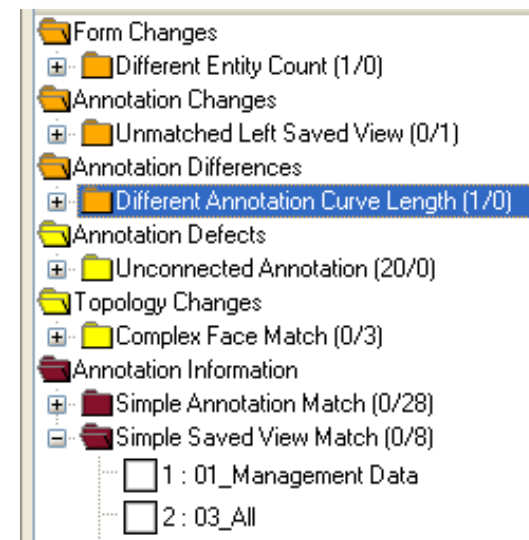 Form Changes
Different Entity Count (1/0)
Annotation Changes
Unmatched Left Saved View (0/1)
Annotation Differences
Different Annotation Curve Length (1/0)
Annotation Defects
Unconnected Annotation (20/0)
Topology Changes
Complex Face Match (0/3)
Annotation Information
Simple Annotation Match (0/28)
Simple Saved View Match (0/8)
1 : 01_Management Data
2 : 03_All